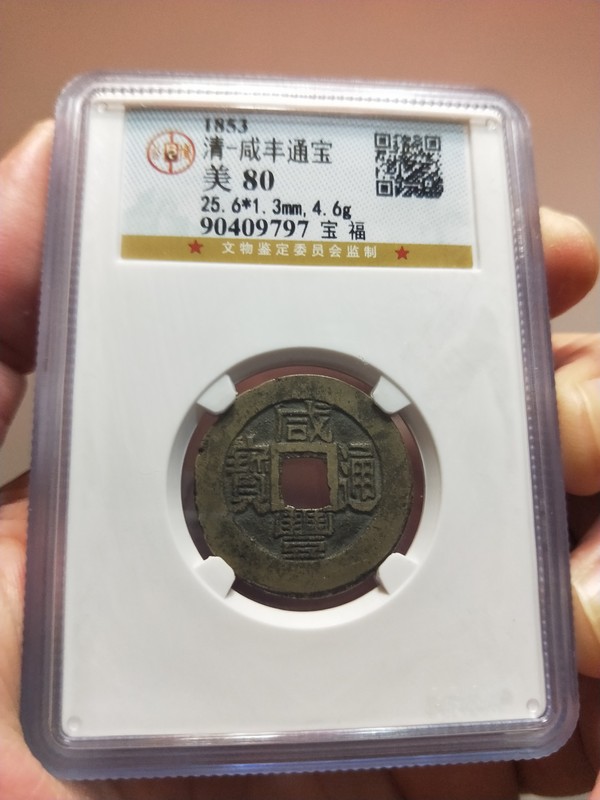 1853
清-咸丰通宝
美 80
25.6*1.3mm,4.6g
90409797 宝 福
★ 文物鉴定委员会监制 ★
咸
寳 通
豐